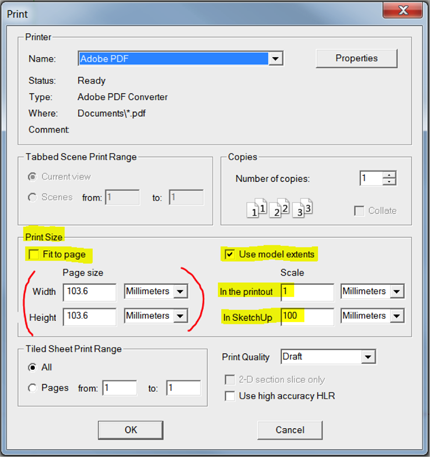 Print
Printer
Name: Adobe PDF Properties
Status: Ready
Type: Adobe PDF Converter
Where: Documents\*.pdf
Comment:
Tabbed Scene Print Range
Current view
Scenes from: 1 to: 1
Copies
Number of copies: 1
1 1 2 2 3 3
Collate
Print Size
Fit to page
Page size
Width 103.6 Millimeters
Height 103.6 Millimeters
Use model extents
Scale
In the printout 1 Millimeters
In SketchUp 100 Millimeters
Tiled Sheet Print Range
All
Pages from: 1 to: 1
Print Quality Draft
2-D section slice only
Use high accuracy HLR
OK Cancel